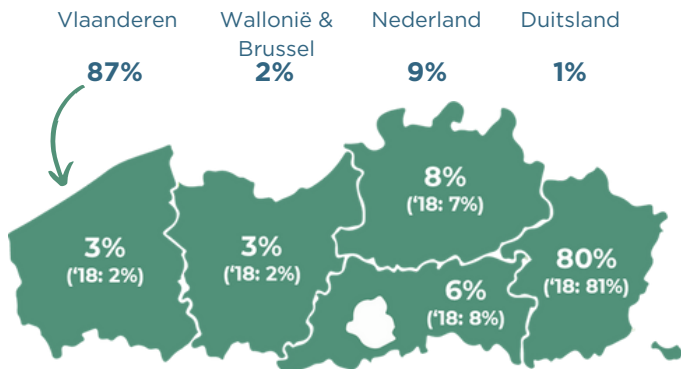 Vlaanderen
87%
Wallonië &
Brussel
2%
Nederland
9%
Duitsland
1%
3%
(‘18: 2%)
3%
(‘18: 2%)
8%
(‘18: 7%)
6%
(‘18: 8%)
80%
(‘18: 81%)